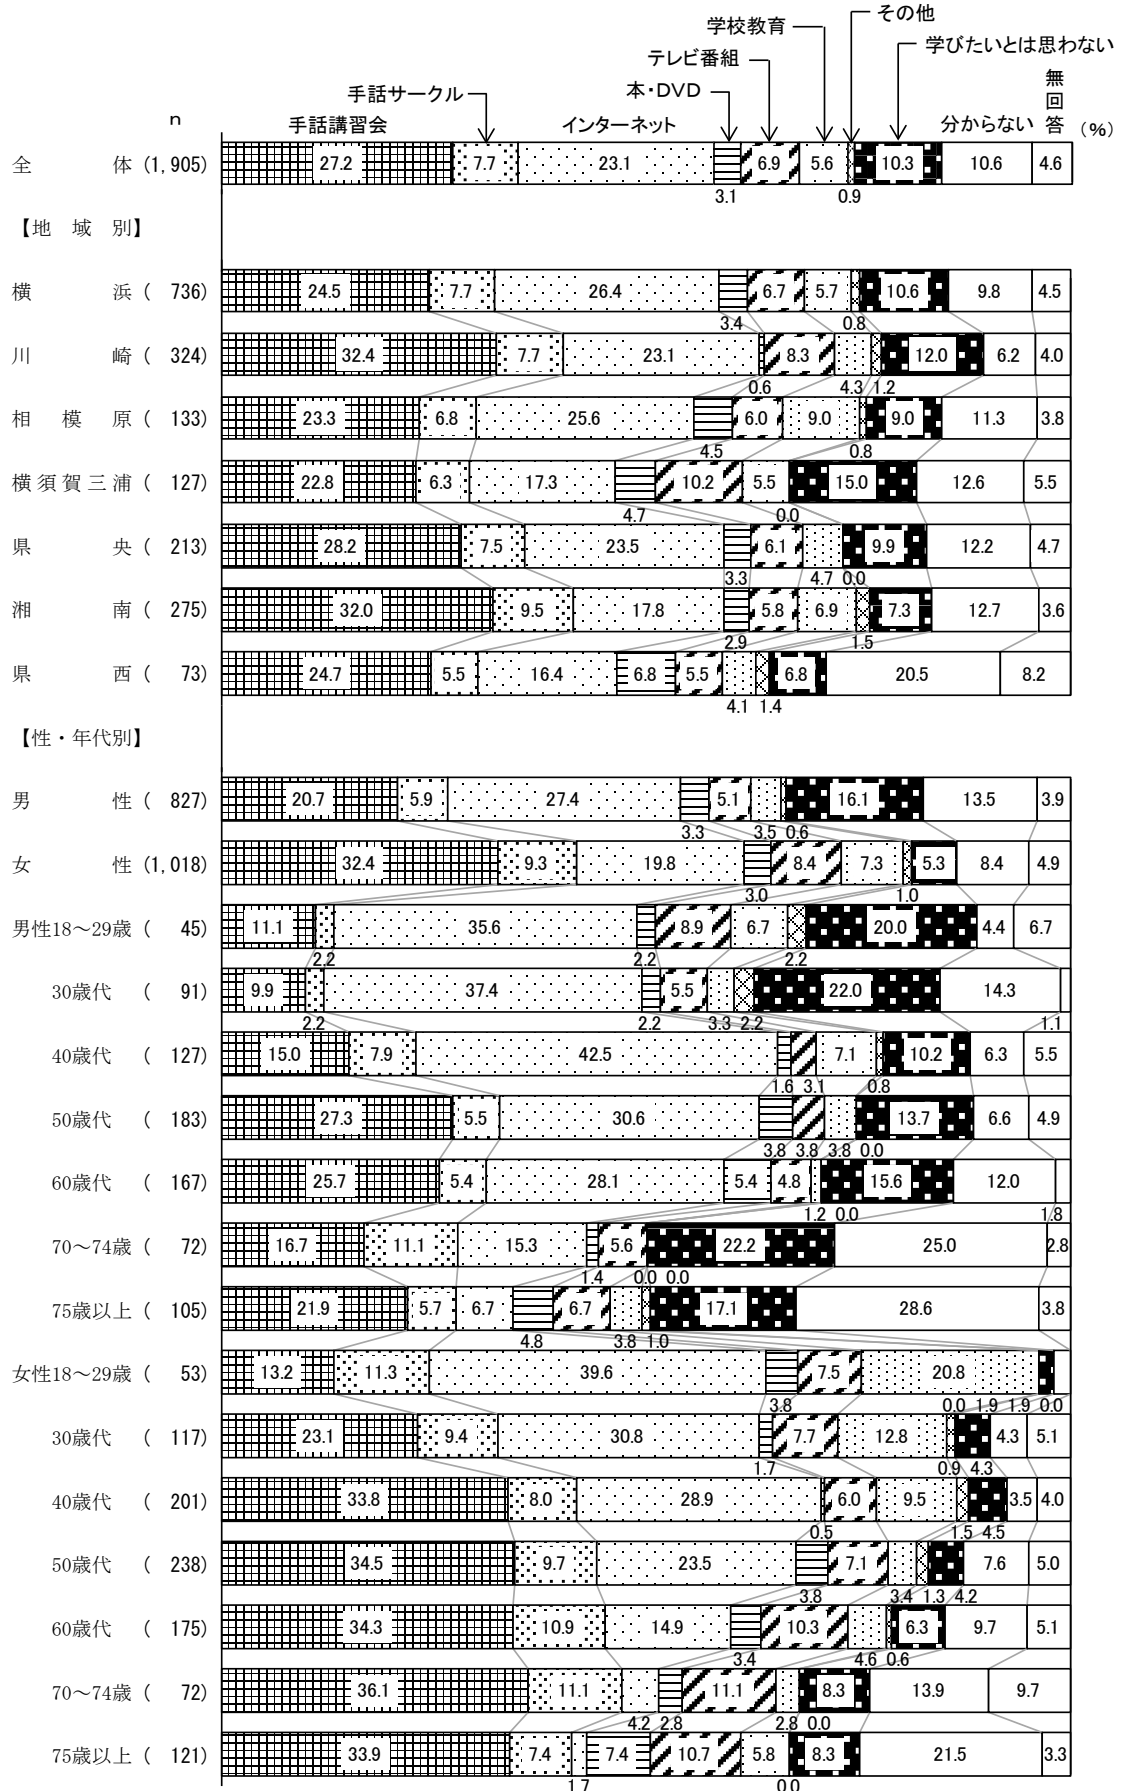 その他
学校教育
学びたいとは思わない
テレビ番組
本・DVD
手話サークル
n 手話講習会 インターネット 分からない 無回答 (%)
全体 (1,905) 27.2 7.7 23.1 6.9 5.6 10.3 10.6 4.6
3.1 0.9
【地域別】
横浜 ( 736) 24.5 7.7 26.4 6.7 5.7 10.6 9.8 4.5
3.4 0.8
川崎 ( 324) 32.4 7.7 23.1 8.3 12.0 6.2 4.0
0.6 4.3 1.2
相模原 ( 133) 23.3 6.8 25.6 6.0 9.0 9.0 11.3 3.8
4.5 0.8
横須賀三浦 ( 127) 22.8 6.3 17.3 10.2 5.5 15.0 12.6 5.5
4.7 0.0
県央 ( 213) 28.2 7.5 23.5 6.1 9.9 12.2 4.7
3.3 4.7 0.0
湘南 ( 275) 32.0 9.5 17.8 5.8 6.9 7.3 12.7 3.6
2.9 1.5
県西 ( 73) 24.7 5.5 16.4 6.8 5.5 6.8 20.5 8.2
4.1 1.4
【性・年代別】
男性 ( 827) 20.7 5.9 27.4 5.1 16.1 13.5 3.9
3.3 3.5 0.6
女性 (1,018) 32.4 9.3 19.8 8.4 7.3 5.3 8.4 4.9
3.0 1.0
男性18～29歳 ( 45) 11.1 35.6 8.9 6.7 20.0 4.4 6.7
2.2 2.2 2.2
30歳代 ( 91) 9.9 37.4 5.5 22.0 14.3
2.2 2.2 3.3 2.2 1.1
40歳代 ( 127) 15.0 7.9 42.5 7.1 10.2 6.3 5.5
1.6 3.1 0.8
50歳代 ( 183) 27.3 5.5 30.6 13.7 6.6 4.9
3.8 3.8 3.8 0.0
60歳代 ( 167) 25.7 5.4 28.1 5.4 4.8 15.6 12.0
1.2 0.0 1.8
70～74歳 ( 72) 16.7 11.1 15.3 5.6 22.2 25.0 2.8
1.4 0.0 0.0
75歳以上 ( 105) 21.9 5.7 6.7 6.7 17.1 28.6 3.8
4.8 3.8 1.0
女性18～29歳 ( 53) 13.2 11.3 39.6 7.5 20.8
3.8 0.0 1.9 1.9 0.0
30歳代 ( 117) 23.1 9.4 30.8 7.7 12.8 4.3 5.1
1.7 0.9 4.3
40歳代 ( 201) 33.8 8.0 28.9 6.0 9.5 3.5 4.0
0.5 1.5 4.5
50歳代 ( 238) 34.5 9.7 23.5 7.1 7.6 5.0
3.8 3.4 1.3 4.2
60歳代 ( 175) 34.3 10.9 14.9 10.3 6.3 9.7 5.1
3.4 4.6 0.6
70～74歳 ( 72) 36.1 11.1 11.1 8.3 13.9 9.7
4.2 2.8 2.8 0.0
75歳以上 ( 121) 33.9 7.4 7.4 10.7 5.8 8.3 21.5 3.3
1.7 0.0